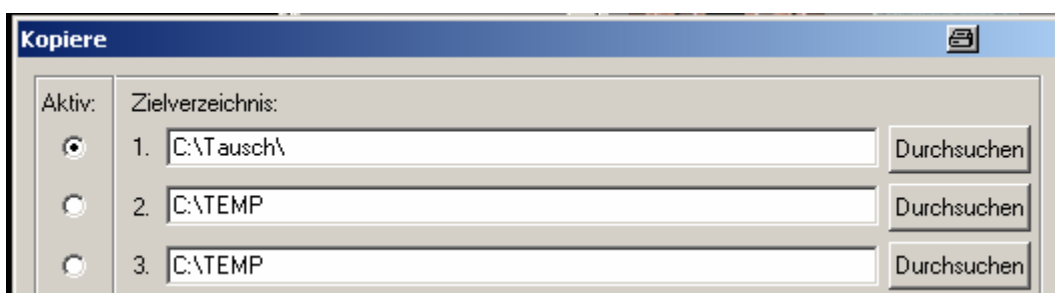 Kopiere
Aktiv: Zielverzeichnis:
1. C:\Tausch\ Durchsuchen
2. C:\TEMP Durchsuchen
3. C:\TEMP Durchsuchen